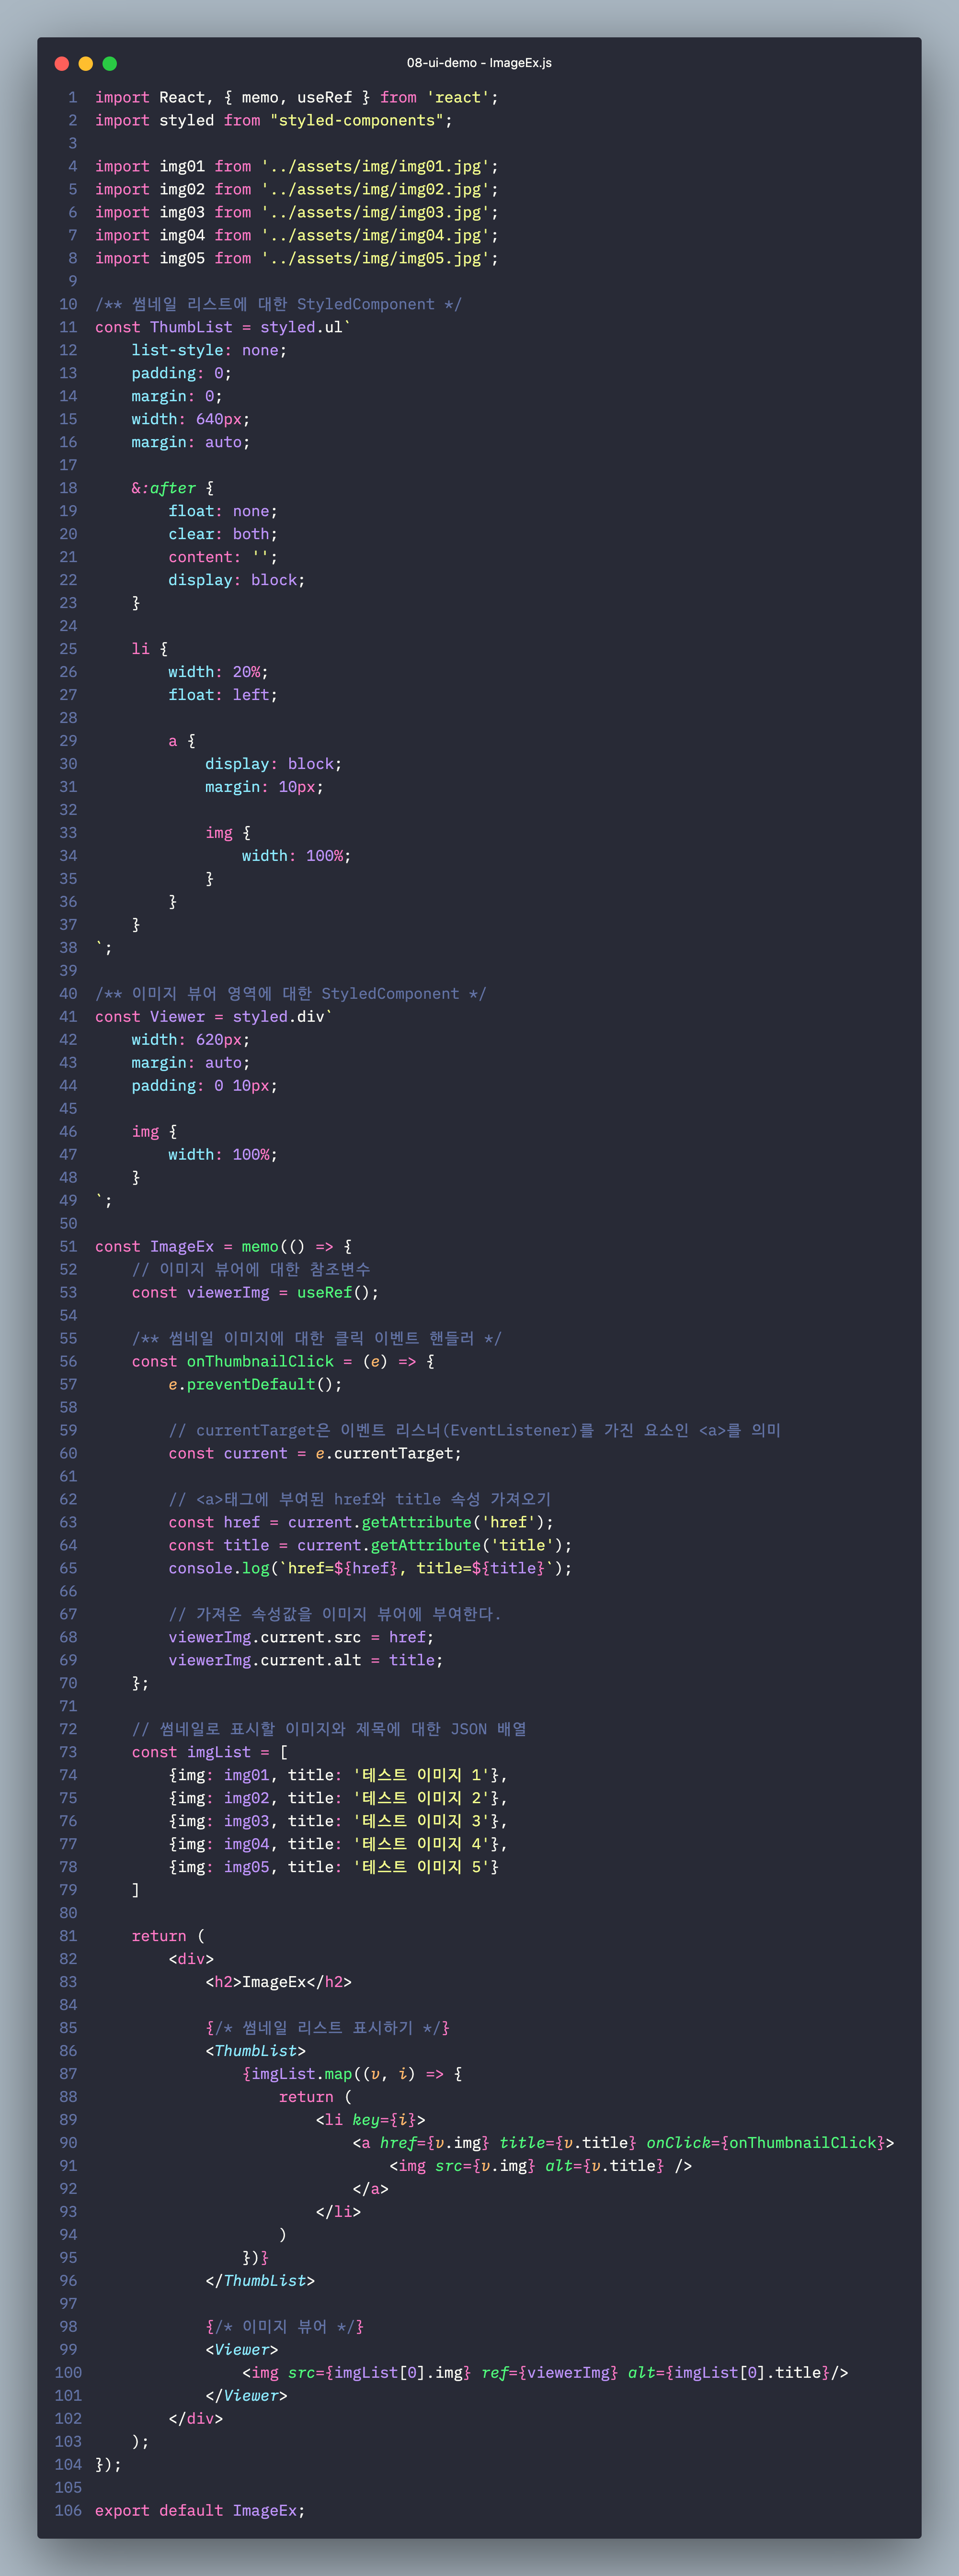 08-ui-demo - ImageEx.js
1 import React, { memo, useRef } from 'react';
2 import styled from "styled-components";
3
4 import img01 from '../assets/img/img01.jpg';
5 import img02 from '../assets/img/img02.jpg';
6 import img03 from '../assets/img/img03.jpg';
7 import img04 from '../assets/img/img04.jpg';
8 import img05 from '../assets/img/img05.jpg';
9
10 /** 썸네일 리스트에 대한 StyledComponent */
11 const ThumbList = styled.ul`
12     list-style: none;
13     padding: 0;
14     margin: 0;
15     width: 640px;
16     margin: auto;
17
18     &:after {
19         float: none;
20         clear: both;
21         content: '';
22         display: block;
23     }
24
25     li {
26         width: 20%;
27         float: left;
28
29         a {
30             display: block;
31             margin: 10px;
32
33             img {
34                 width: 100%;
35             }
36         }
37     }
38 `;
39
40 /** 이미지 뷰어 영역에 대한 StyledComponent */
41 const Viewer = styled.div`
42     width: 620px;
43     margin: auto;
44     padding: 0 10px;
45
46     img {
47         width: 100%;
48     }
49 `;
50
51 const ImageEx = memo(() => {
52     // 이미지 뷰어에 대한 참조변수
53     const viewerImg = useRef();
54
55     /** 썸네일 이미지에 대한 클릭 이벤트 핸들러 */
56     const onThumbnailClick = (e) => {
57         e.preventDefault();
58
59         // currentTarget은 이벤트 리스너(EventListener)를 가진 요소인 <a>를 의미
60         const current = e.currentTarget;
61
62         // <a>태그에 부여된 href와 title 속성 가져오기
63         const href = current.getAttribute('href');
64         const title = current.getAttribute('title');
65         console.log(`href=${href}, title=${title}`);
66
67         // 가져온 속성값을 이미지 뷰어에 부여한다.
68         viewerImg.current.src = href;
69         viewerImg.current.alt = title;
70     };
71
72     // 썸네일로 표시할 이미지와 제목에 대한 JSON 배열
73     const imgList = [
74         {img: img01, title: '테스트 이미지 1'},
75         {img: img02, title: '테스트 이미지 2'},
76         {img: img03, title: '테스트 이미지 3'},
77         {img: img04, title: '테스트 이미지 4'},
78         {img: img05, title: '테스트 이미지 5'}
79     ]
80
81     return (
82         <div>
83             <h2>ImageEx</h2>
84
85             {/* 썸네일 리스트 표시하기 */}
86             <ThumbList>
87                 {imgList.map((v, i) => {
88                     return (
89                         <li key={i}>
90                             <a href={v.img} title={v.title} onClick={onThumbnailClick}>
91                                 <img src={v.img} alt={v.title} />
92                             </a>
93                         </li>
94                     )
95                 })}
96             </ThumbList>
97
98             {/* 이미지 뷰어 */}
99             <Viewer>
100                 <img src={imgList[0].img} ref={viewerImg} alt={imgList[0].title}/>
101             </Viewer>
102         </div>
103     );
104 });
105
106 export default ImageEx;